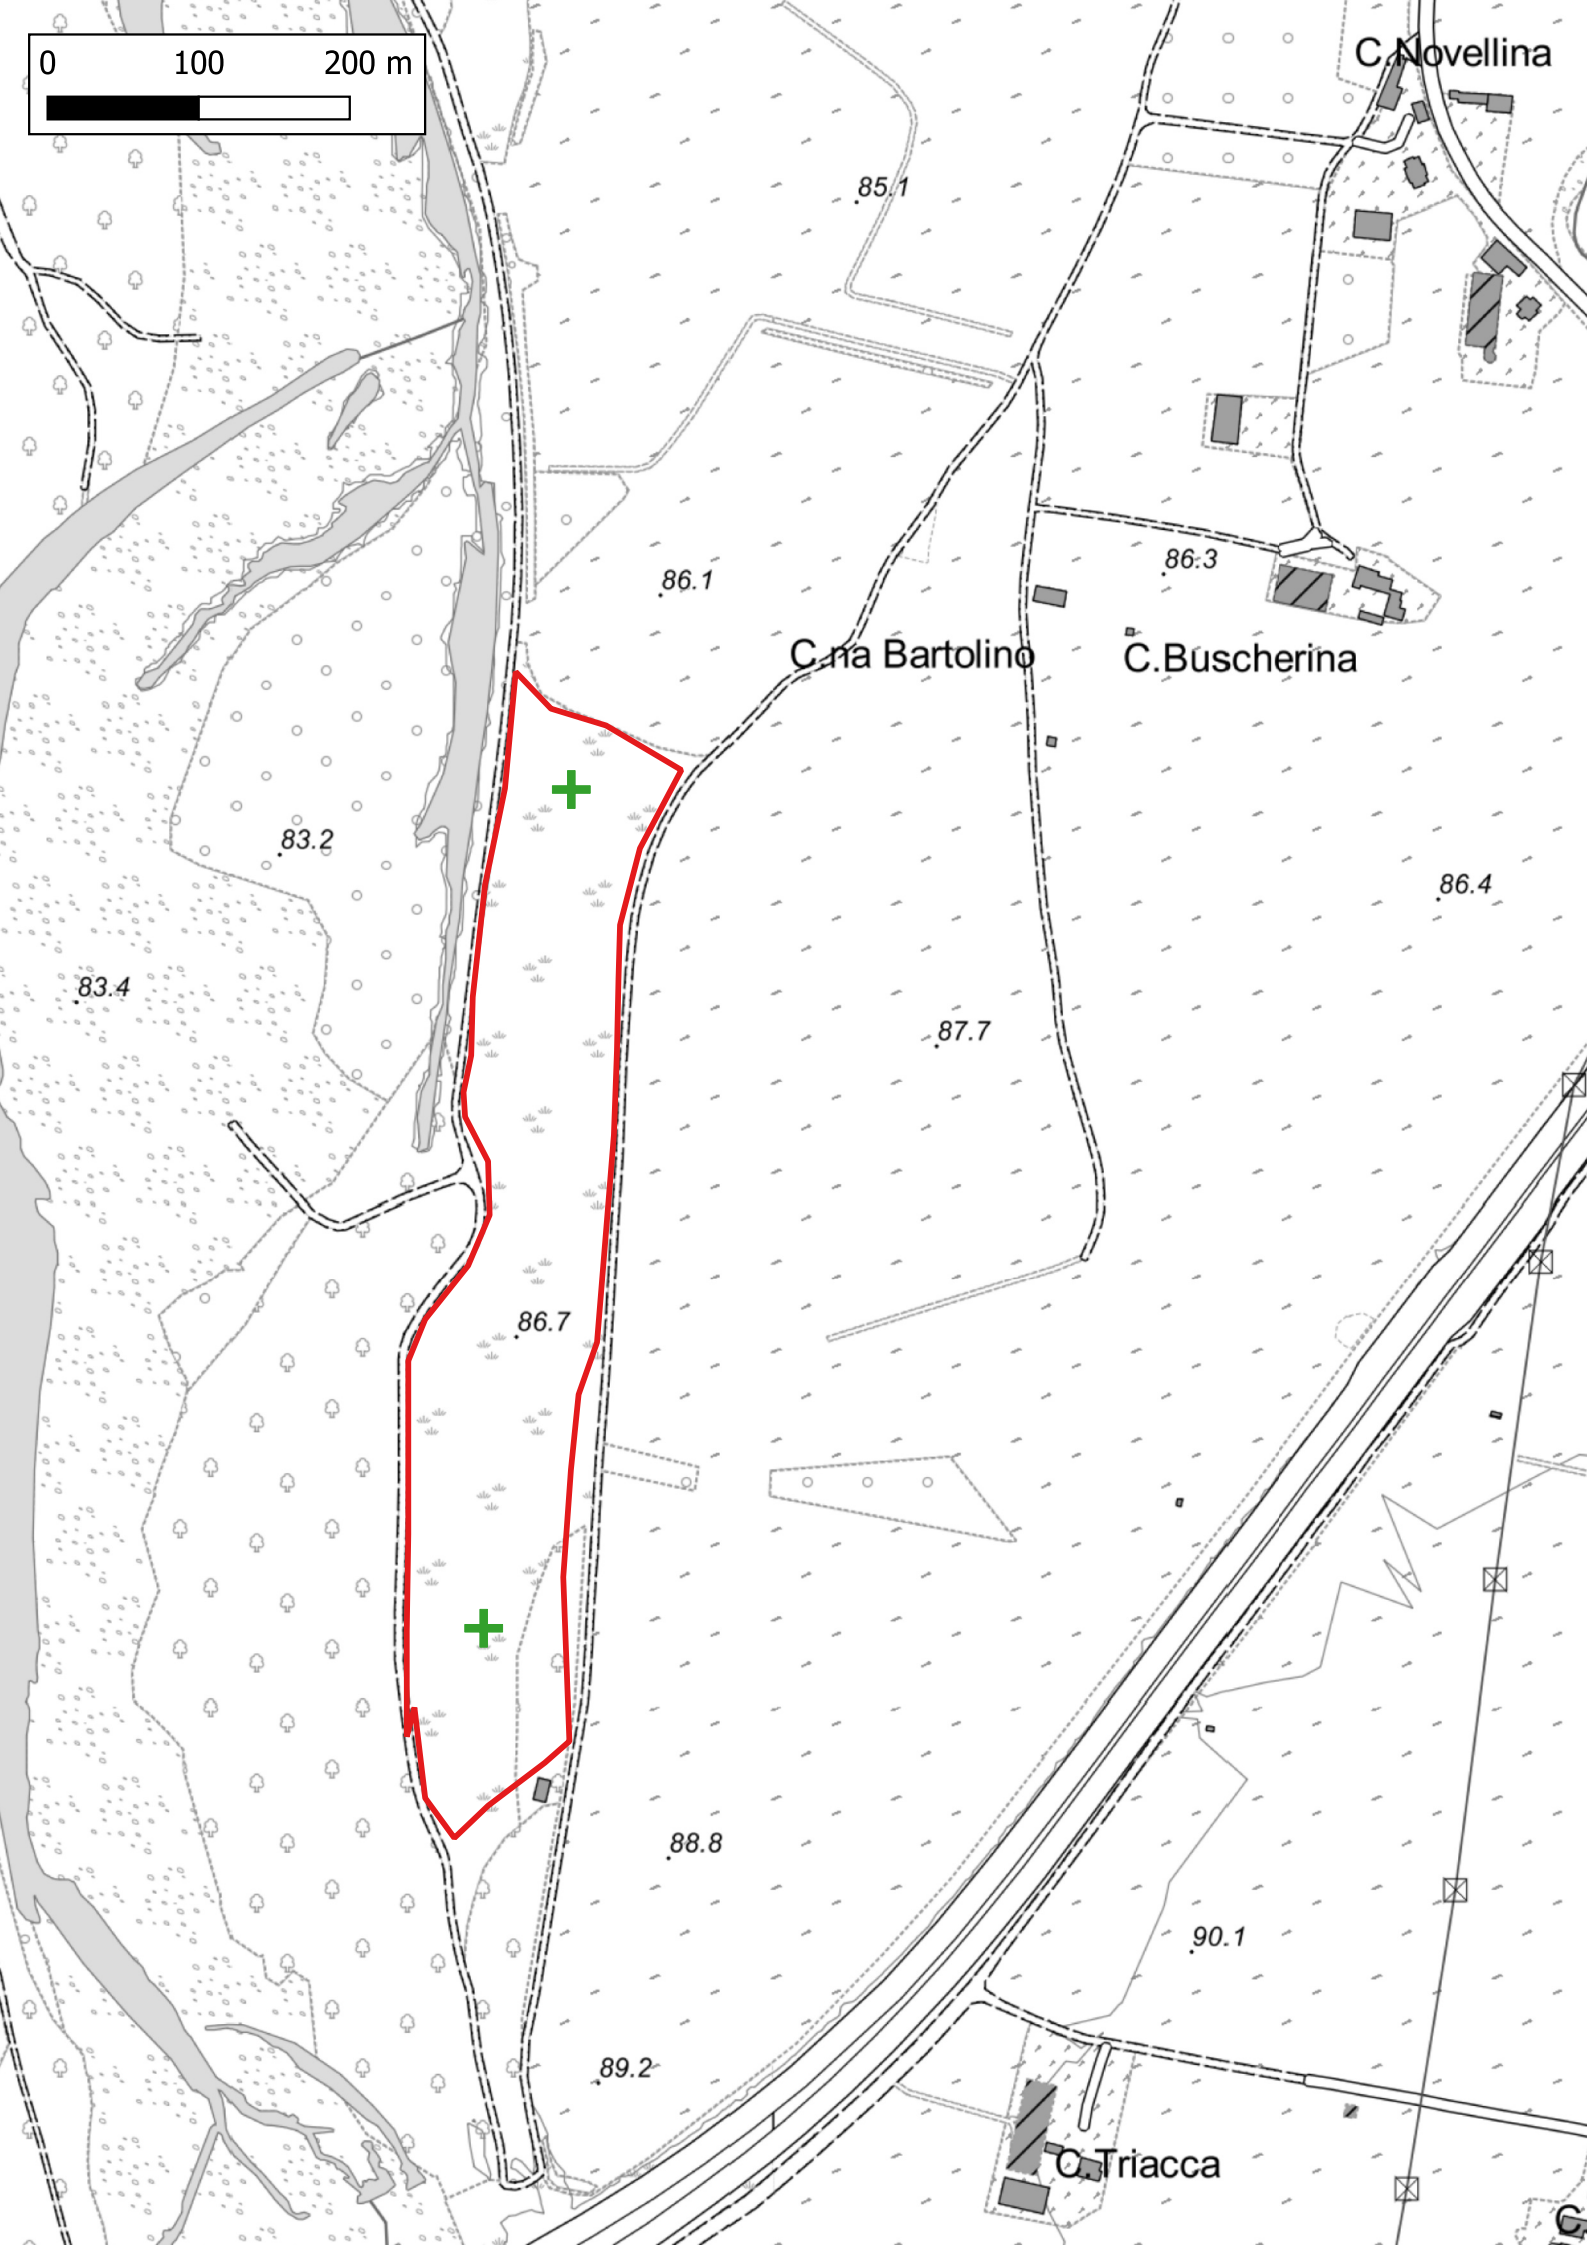 0 100 200 m
C.Novellina
85.1
86.1
86.3
C.na Bartolino
C.Buscherina
83.2
86.4
83.4
87.7
86.7
88.8
90.1
89.2
C.Triacca
C.